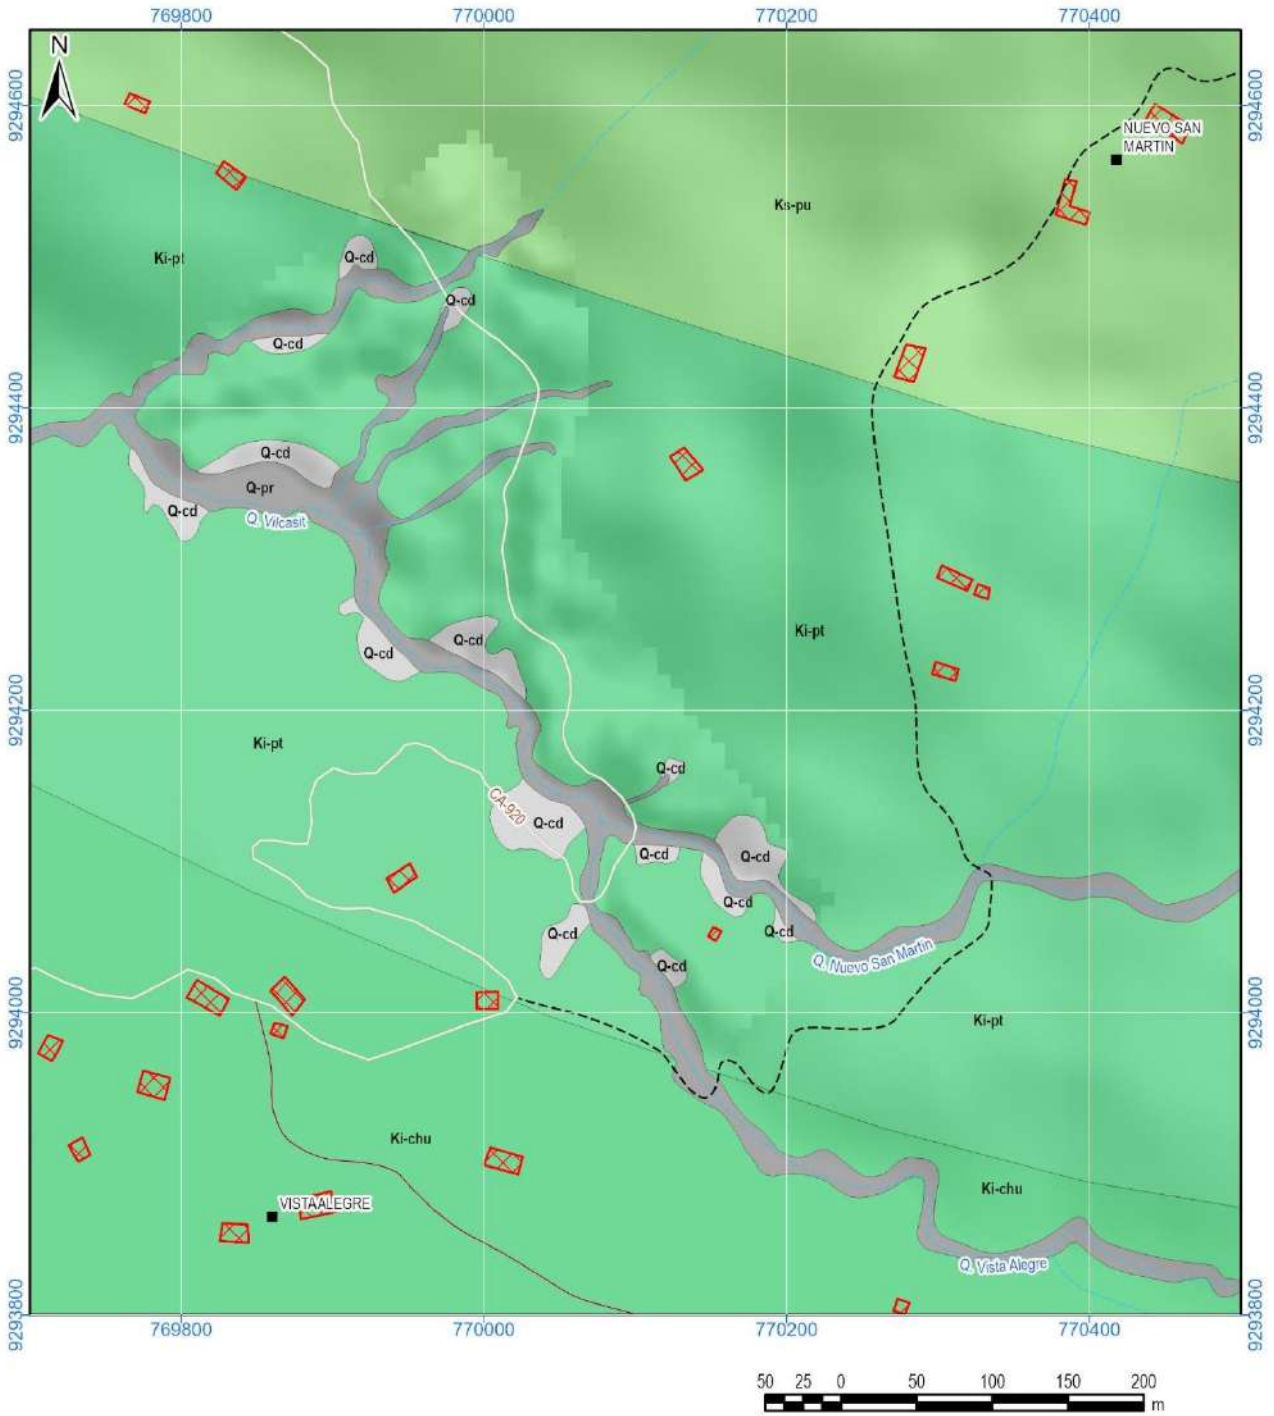 769800 770000 770200 770400
N
9294600 9294600
NUEVO SAN
MARTIN
Ks-pu
Ki-pt
Q-cd
Q-cd
Q-cd
9294400 9294400
Q-cd
Q-pr
Q-cd
Q. Vilcasit
Ki-pt
Q-cd
Q-cd
9294200 9294200
Ki-pt
Q-cd
CA-920
Q-cd
Q-cd
Q-cd
Q-cd
Q-cd
Q-cd
Q. Nuevo San Martin
Q-cd
9294000 9294000
Ki-pt
Ki-chu
Ki-chu
VISTA ALEGRE
Q. Vista Alegre
9293800 9293800
769800 770000 770200 770400
50 25 0 50 100 150 200
m